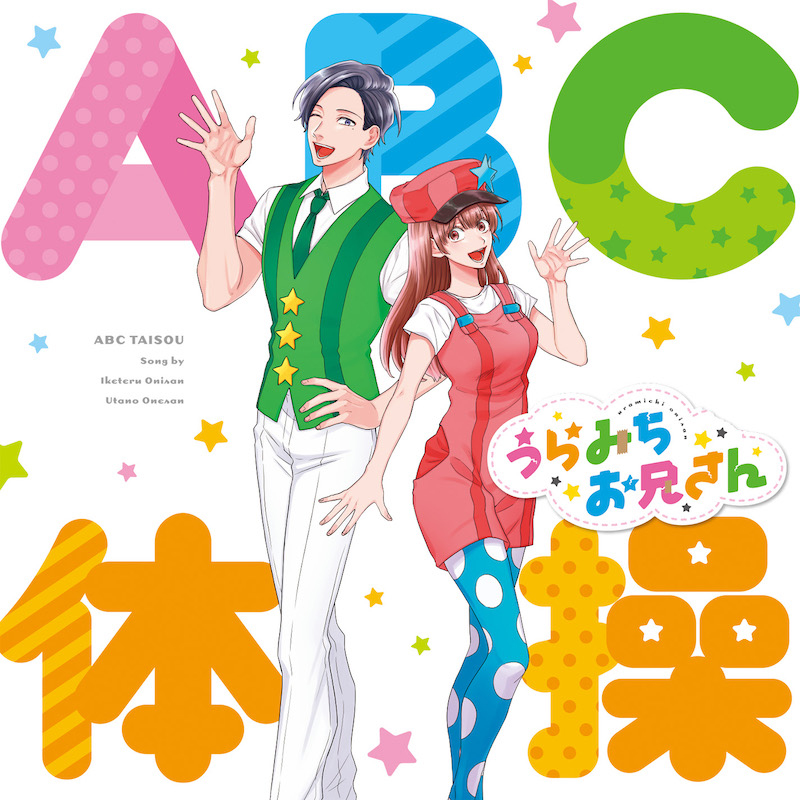 ABC
ABC TAISOU
Song by
Iketeru Onisan
Utano Onesan
uramichi onisan
うらみち
お兄さん
体操